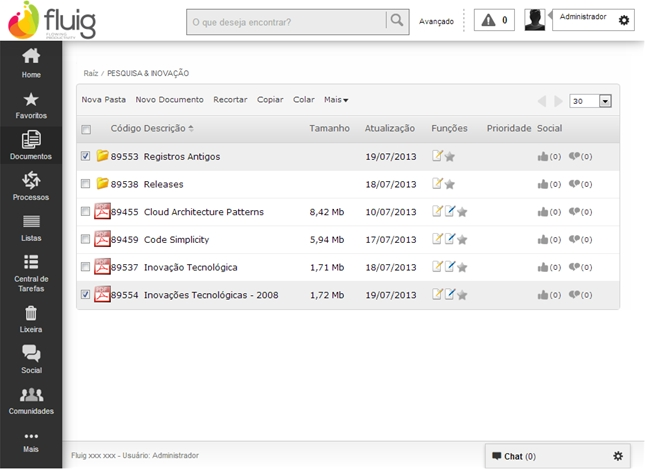 fluig
O que deseja encontrar?
Avançado
0
Administrador
Home
Favoritos
Documentos
Processos
Listas
Central de
Tarefas
Lixeira
Social
Comunidades
Mais
Raíz / PESQUISA & INOVAÇÃO
Nova Pasta Novo Documento Recortar Copiar Colar Mais
30
Código Descrição Tamanho Atualização Funções Prioridade Social
89553 Registros Antigos 19/07/2013 (0) (0)
89538 Releases 18/07/2013 (0) (0)
89455 Cloud Architecture Patterns 8,42 Mb 10/07/2013 (0) (0)
89459 Code Simplicity 5,94 Mb 17/07/2013 (0) (0)
89537 Inovação Tecnológica 1,71 Mb 18/07/2013 (0) (0)
89554 Inovações Tecnológicas - 2008 1,72 Mb 19/07/2013 (0) (0)
Fluig xxx xxx - Usuário: Administrador
Chat (0)